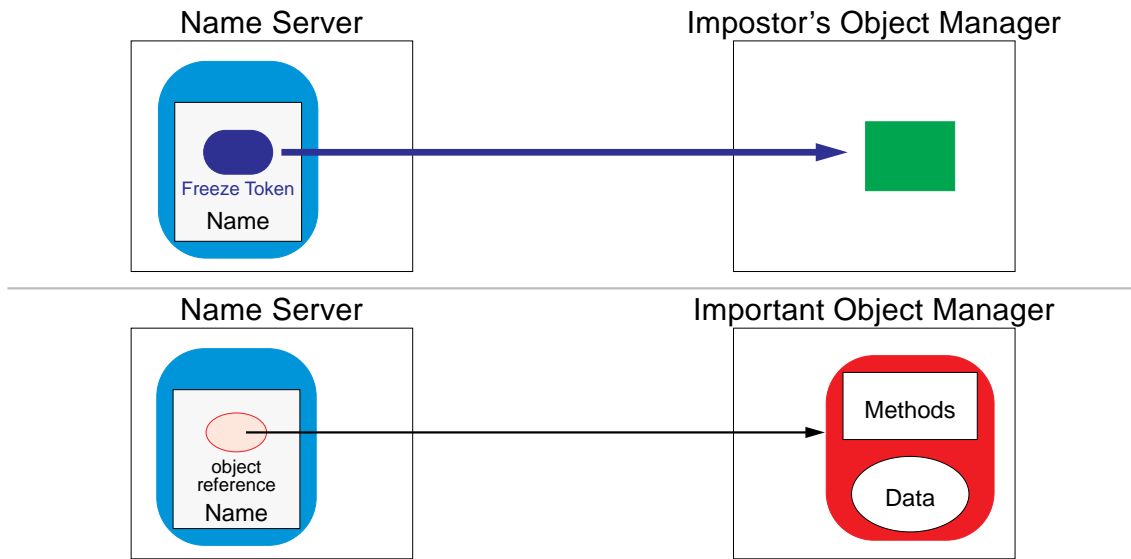 Name Server
Impostor’s Object Manager
Freeze Token
Name
Name Server
Important Object Manager
Methods
object
reference
Name
Data